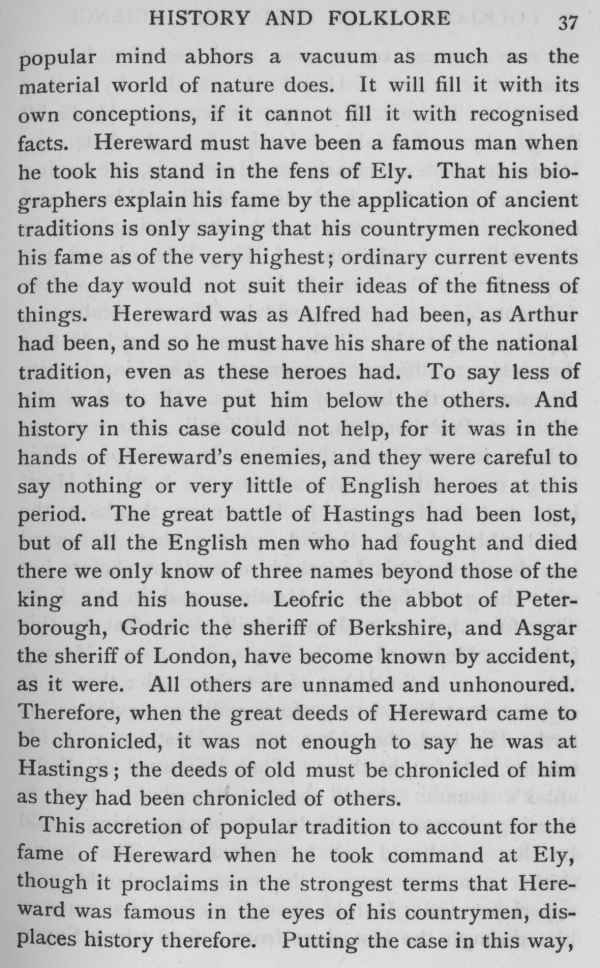 HISTORY AND FOLKLORE 37
popular mind abhors a vacuum as much as the
material world of nature does. It will fill it with its
own conceptions, if it cannot fill it with recognised
facts. Hereward must have been a famous man when
he took his stand in the fens of Ely. That his bio-
graphers explain his fame by the application of ancient
traditions is only saying that his countrymen reckoned
his fame as of the very highest; ordinary current events
of the day would not suit their ideas of the fitness of
things. Hereward was as Alfred had been, as Arthur
had been, and so he must have his share of the national
tradition, even as these heroes had. To say less of
him was to have put him below the others. And
history in this case could not help, for it was in the
hands of Hereward's enemies, and they were careful to
say nothing or very little of English heroes at this
period. The great battle of Hastings had been lost,
but of all the English men who had fought and died
there we only know of three names beyond those of the
king and his house. Leofric the abbot of Peter-
borough, Godric the sheriff of Berkshire, and Asgar
the sheriff of London, have become known by accident,
as it were. All others are unnamed and unhonoured.
Therefore, when the great deeds of Hereward came to
be chronicled, it was not enough to say he was at
Hastings; the deeds of old must be chronicled of him
as they had been chronicled of others.
This accretion of popular tradition to account for the
fame of Hereward when he took command at Ely,
though it proclaims in the strongest terms that Here-
ward was famous in the eyes of his countrymen, dis-
places history therefore. Putting the case in this way,